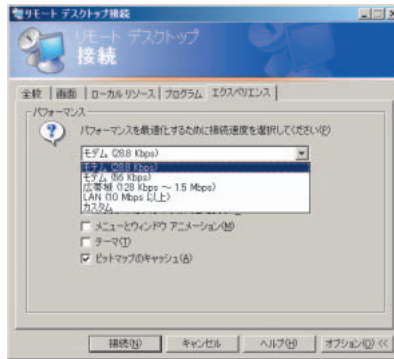 リモート デスクトップ接続
リモート デスクトップ
接続
全般 画面 ローカル リソース プログラム エクスペリエンス
パフォーマンス
パフォーマンスを最適化するために接続速度を選択してください(P)
モデム (28.8 Kbps)
モデム (28.8 Kbps)
モデム (56 Kbps)
広帯域 (128 Kbps ～ 1.5 Mbps)
LAN (10 Mbps 以上)
カスタム
メニューとウィンドウ アニメーション(M)
テーマ(T)
ビットマップのキャッシュ(A)
接続(N) キャンセル ヘルプ(H) オプション(O) <<